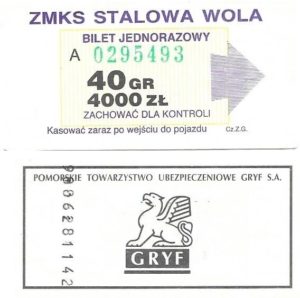 ZMKS STALOWA WOLA
BILET JEDNORAZOWY
A 0295493
40 GR
4000 ZŁ
ZACHOWAĆ DLA KONTROLI
Kasować zaraz po wejściu do pojazdu Cz.Z.G.
POMORSKIE TOWARZYSTWO UBEZPIECZENIOWE GRYF S.A.
GRYF